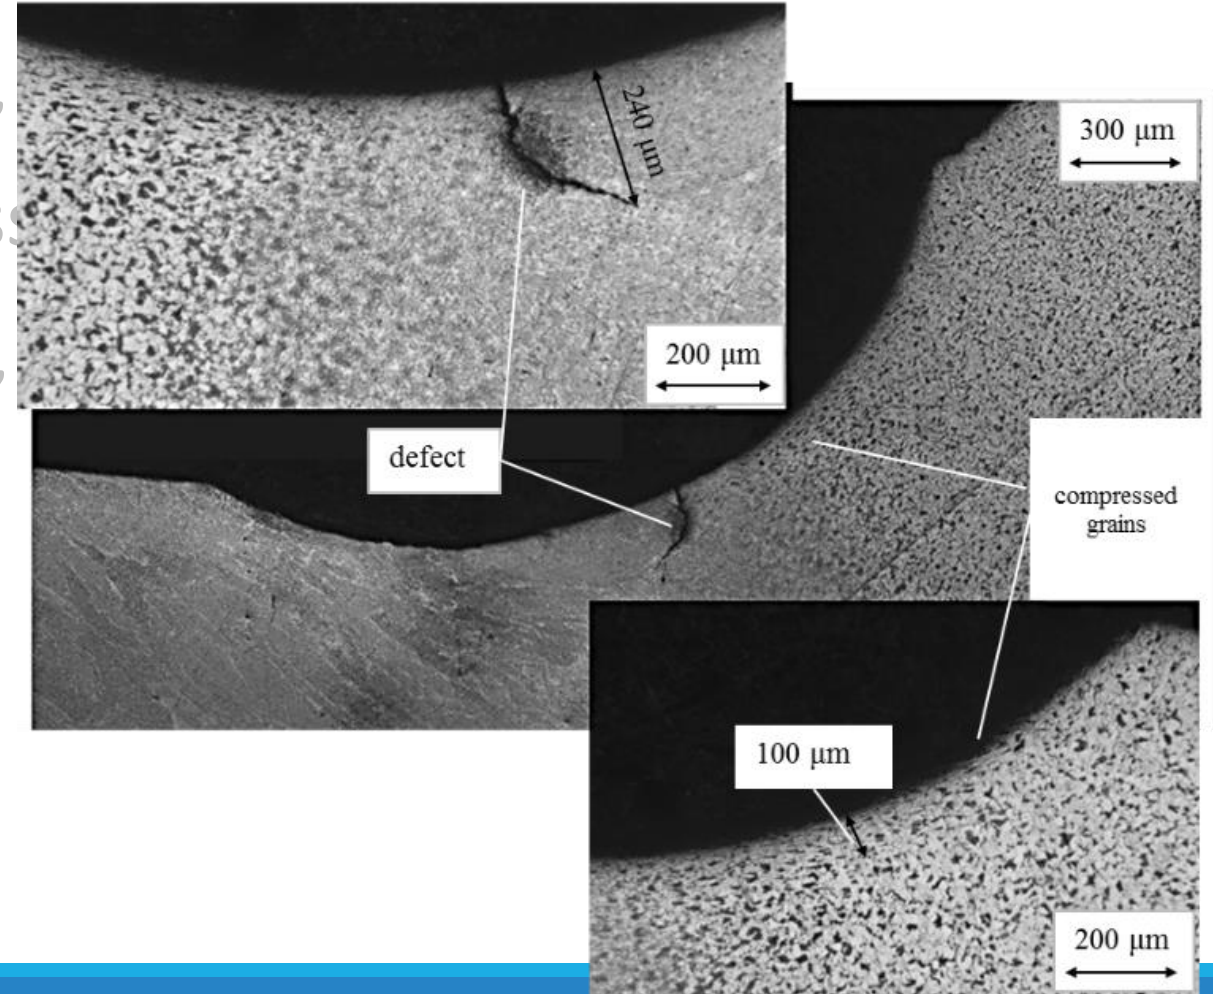 240 μm
300 μm
200 μm
defect
compressed
grains
100 μm
200 μm